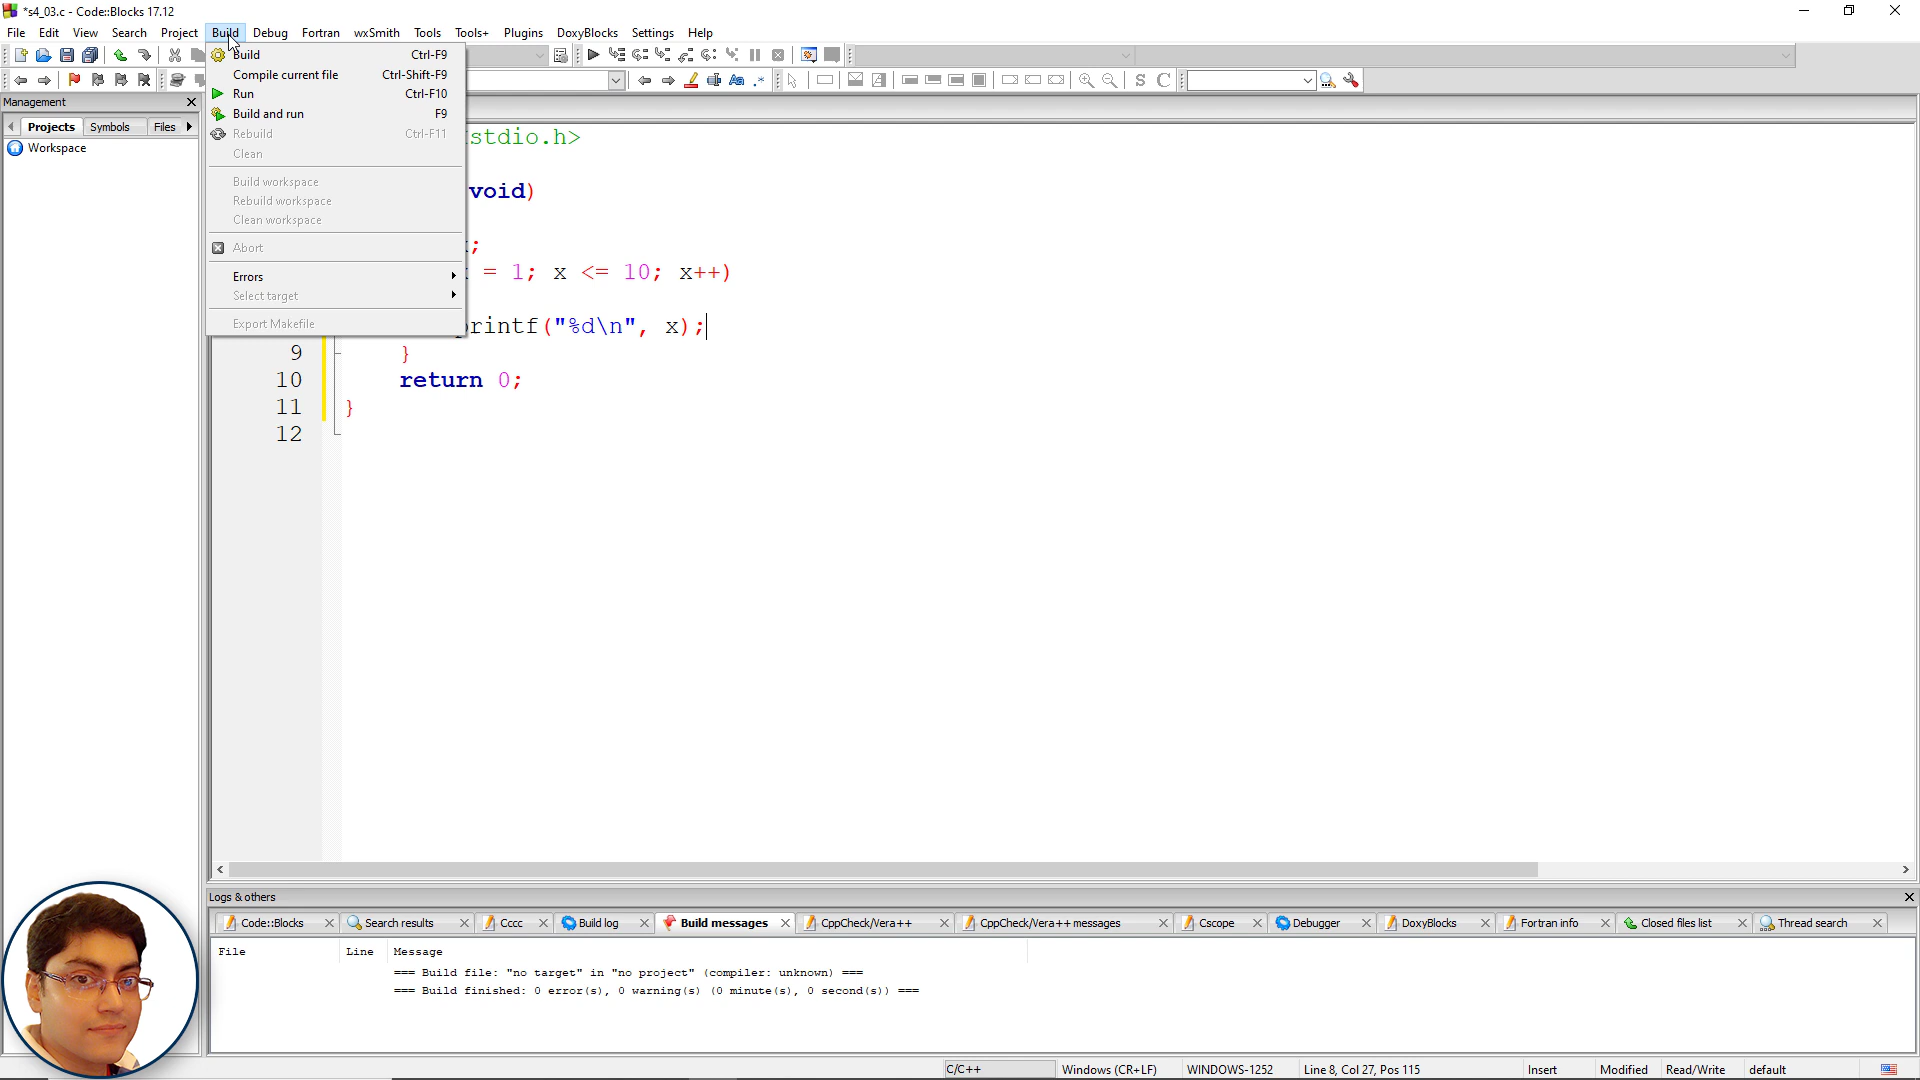 *s4_03.c - Code::Blocks 17.12
File Edit View Search Project Build Debug Fortran wxSmith Tools Tools+ Plugins DoxyBlocks Settings Help
Build Ctrl-F9
Compile current file Ctrl-Shift-F9
Run Ctrl-F10
Build and run F9
Rebuild Ctrl-F11
Clean
Build workspace
Rebuild workspace
Clean workspace
Abort
Errors
Select target
Export Makefile
Management
Projects Symbols Files
Workspace
stdio.h>
void)
;
= 1; x <= 10; x++)
printf("%d\n", x);
9 }
10 return 0;
11 }
12
Logs & others
Code::Blocks Search results Cccc Build log Build messages CppCheck/Vera++ CppCheck/Vera++ messages Cscope Debugger DoxyBlocks Fortran info Closed files list Thread search
File Line Message
=== Build file: "no target" in "no project" (compiler: unknown) ===
=== Build finished: 0 error(s), 0 warning(s) (0 minute(s), 0 second(s)) ===
C/C++ Windows (CR+LF) WINDOWS-1252 Line 8, Col 27, Pos 115 Insert Modified Read/Write default